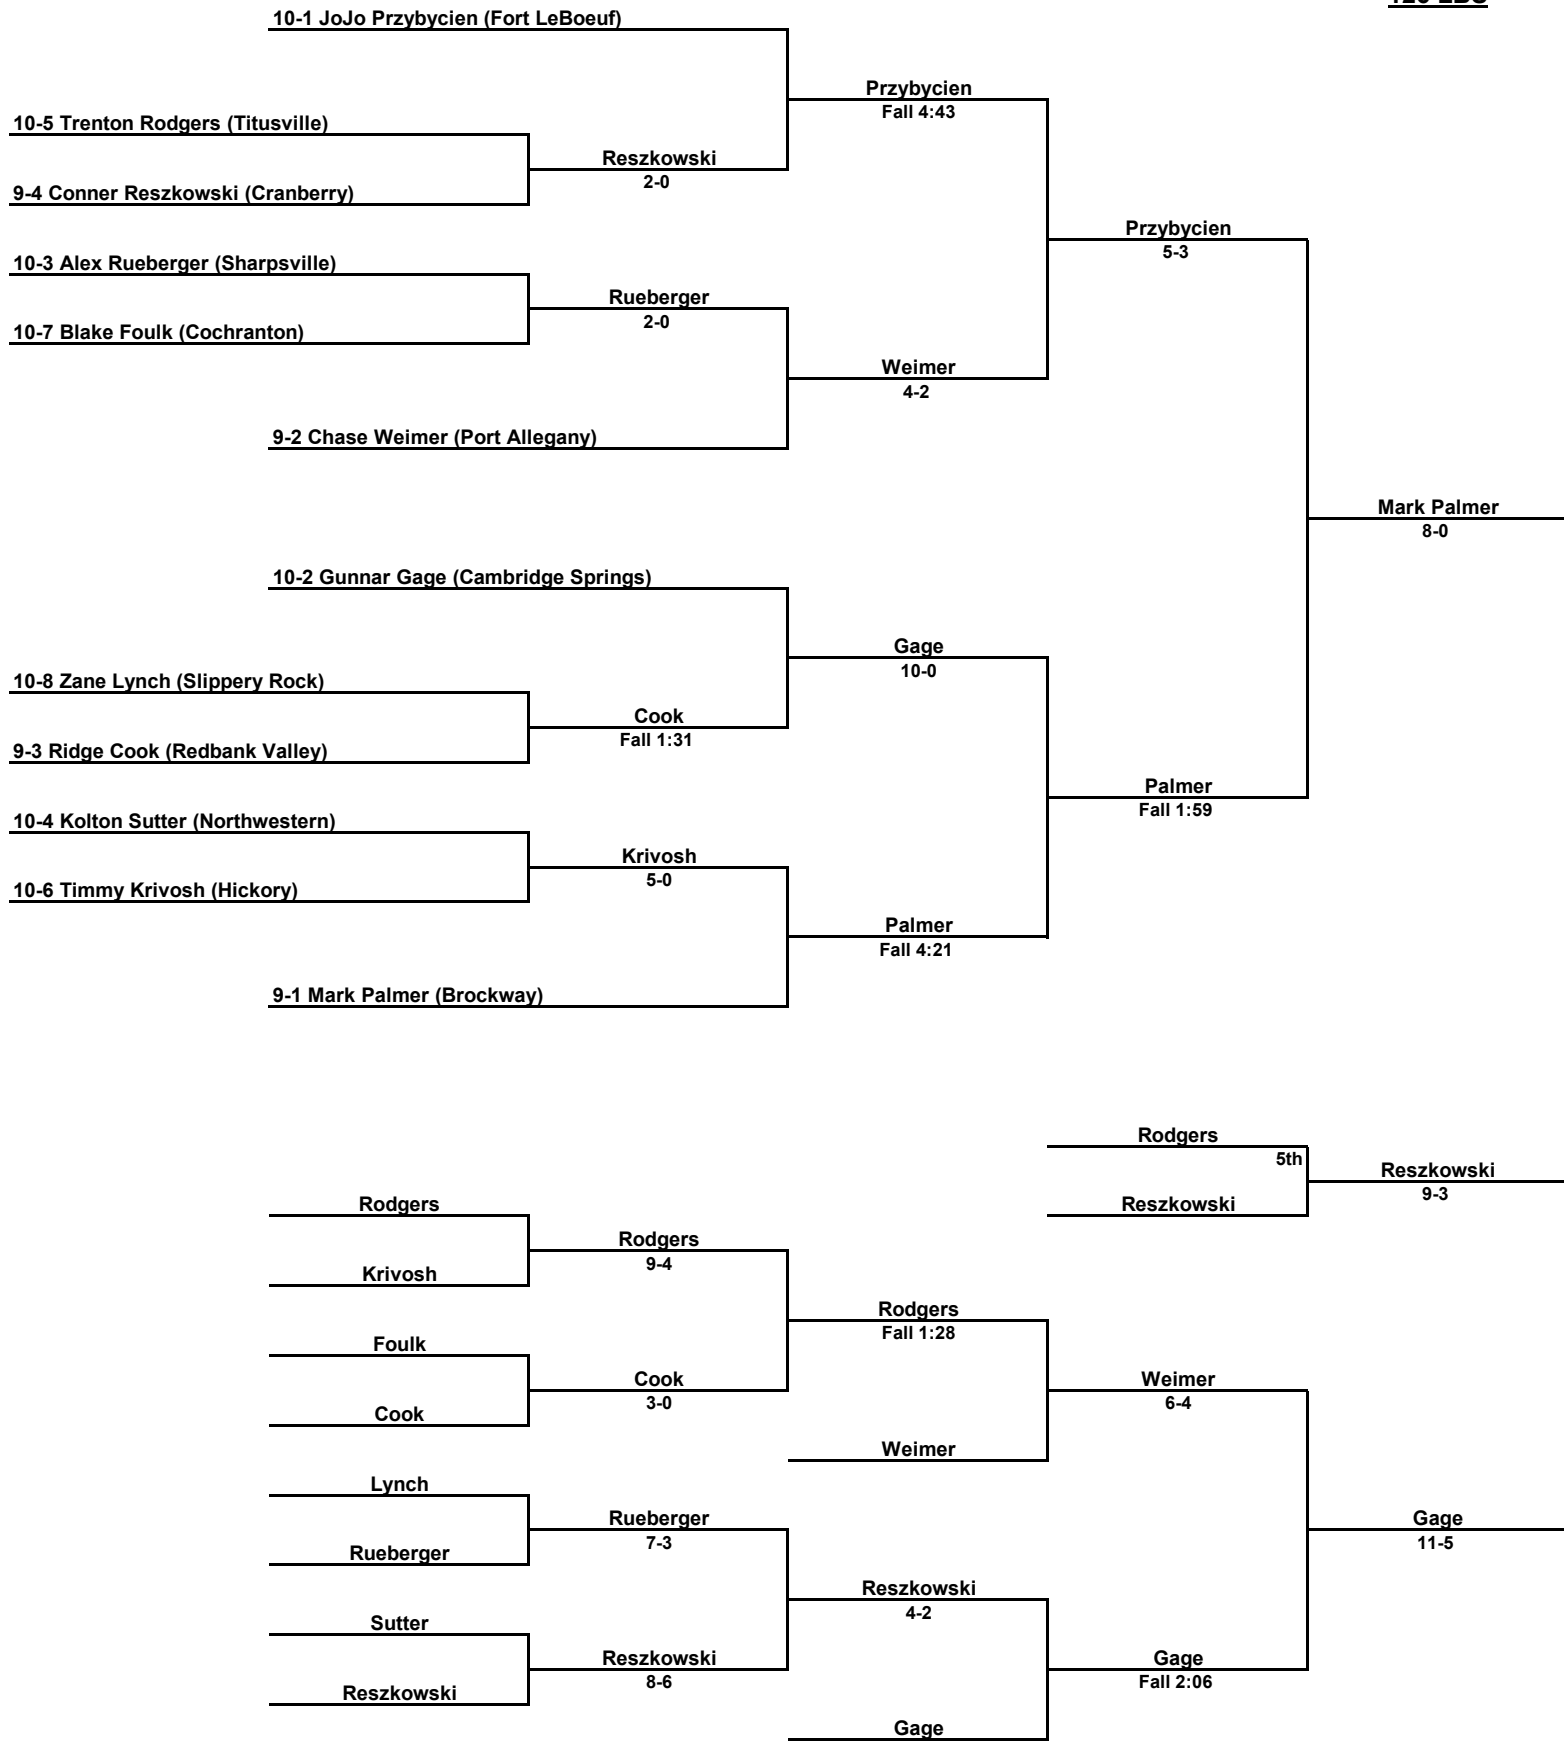 10-1 JoJo Przybycien (Fort LeBoeuf)
Przybycien
Fall 4:43
10-5 Trenton Rodgers (Titusville)
Reszkowski
2-0
9-4 Conner Reszkowski (Cranberry)
Przybycien
5-3
10-3 Alex Rueberger (Sharpsville)
Rueberger
2-0
10-7 Blake Foulk (Cochranton)
Weimer
4-2
9-2 Chase Weimer (Port Allegany)
Mark Palmer
8-0
10-2 Gunnar Gage (Cambridge Springs)
Gage
10-0
10-8 Zane Lynch (Slippery Rock)
Cook
Fall 1:31
9-3 Ridge Cook (Redbank Valley)
Palmer
Fall 1:59
10-4 Kolton Sutter (Northwestern)
Krivosh
5-0
10-6 Timmy Krivosh (Hickory)
Palmer
Fall 4:21
9-1 Mark Palmer (Brockway)
Rodgers
5th
Reszkowski
9-3
Rodgers
Reszkowski
Rodgers
9-4
Krivosh
Rodgers
Fall 1:28
Foulk
Cook
3-0
Weimer
6-4
Cook
Weimer
Lynch
Rueberger
7-3
Gage
11-5
Rueberger
Reszkowski
4-2
Sutter
Reszkowski
8-6
Gage
Fall 2:06
Reszkowski
Gage